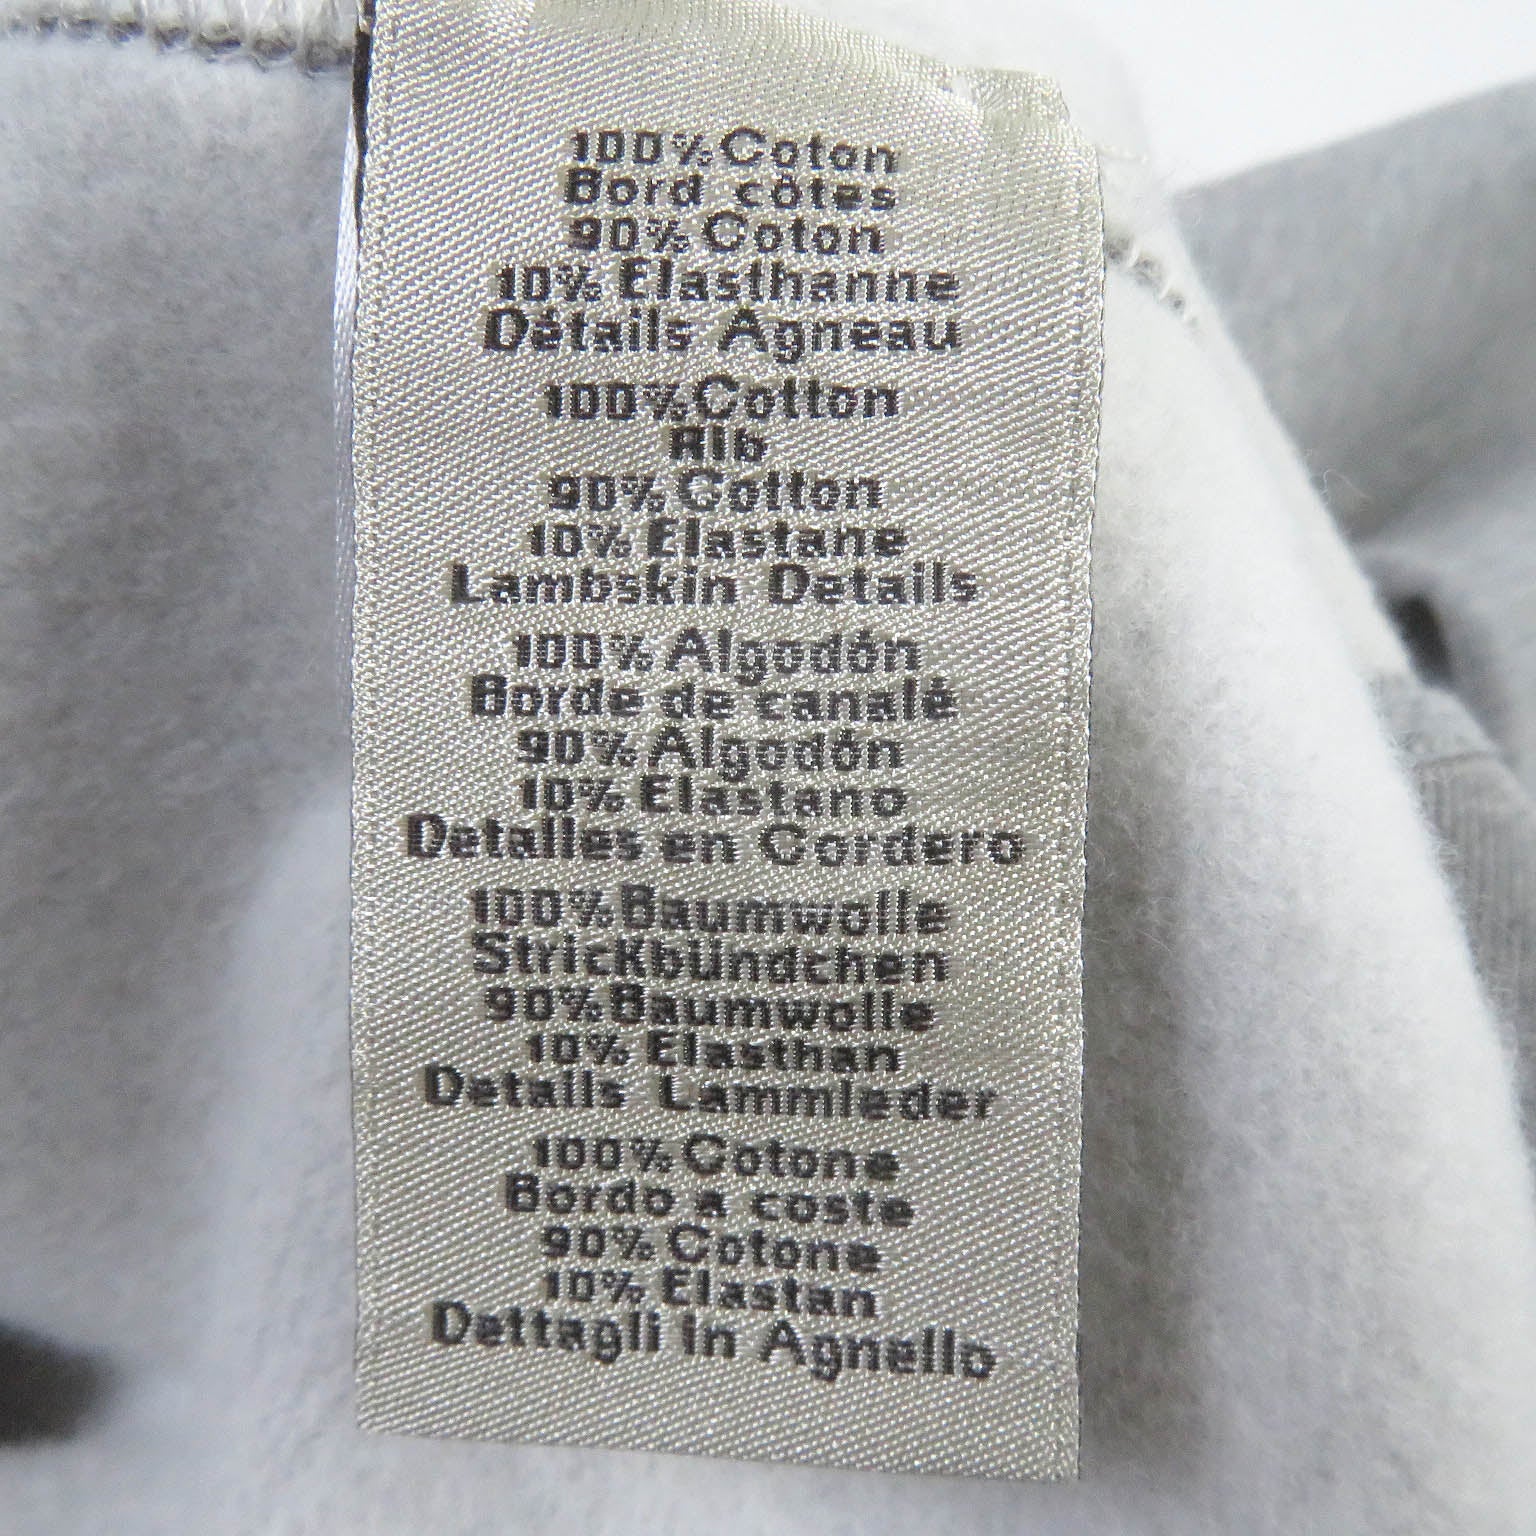 100% Coton
Bord côtes
90% Coton
10% Elasthanne
Détails Agneau
100% Cotton
Rib
90% Cotton
10% Elastane
Lambskin Details
100% Algodón
Borde de canalé
90% Algodón
10% Elastano
Detalles en Cordero
100% Baumwolle
Strickbündchen
90% Baumwolle
10% Elasthan
Details Lammleder
100% Cotone
Bordo a coste
90% Cotone
10% Elastan
Dettagli in Agnello